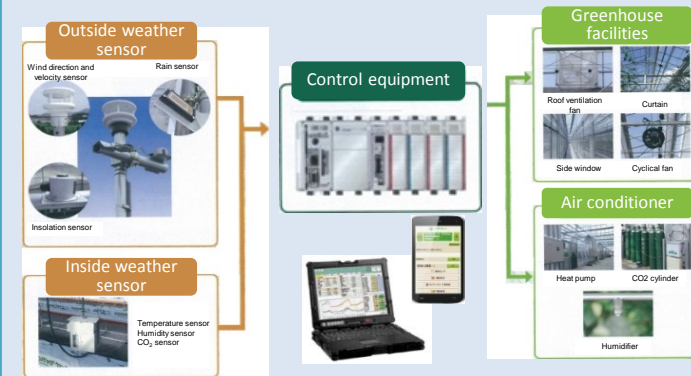 Outside weather
sensor
Wind direction and
velocity sensor
Rain sensor
Insolation sensor
Inside weather
sensor
Temperature sensor
Humidity sensor
CO₂ sensor
Control equipment
Greenhouse
facilities
Roof ventilation
fan
Curtain
Side window
Cyclical fan
Air conditioner
Heat pump
CO2 cylinder
Humidifier